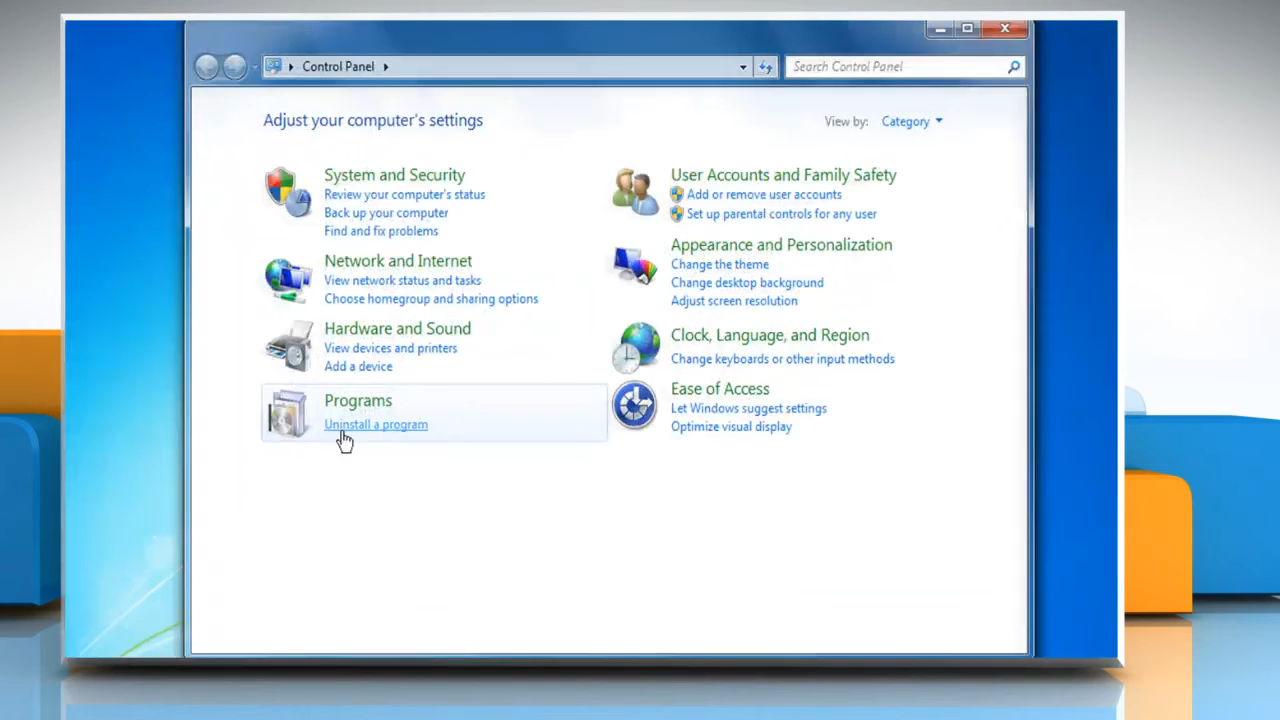 Control Panel
Search Control Panel
Adjust your computer's settings
View by: Category
System and Security
Review your computer's status
Back up your computer
Find and fix problems
Network and Internet
View network status and tasks
Choose homegroup and sharing options
Hardware and Sound
View devices and printers
Add a device
Programs
Uninstall a program
User Accounts and Family Safety
Add or remove user accounts
Set up parental controls for any user
Appearance and Personalization
Change the theme
Change desktop background
Adjust screen resolution
Clock, Language, and Region
Change keyboards or other input methods
Ease of Access
Let Windows suggest settings
Optimize visual display